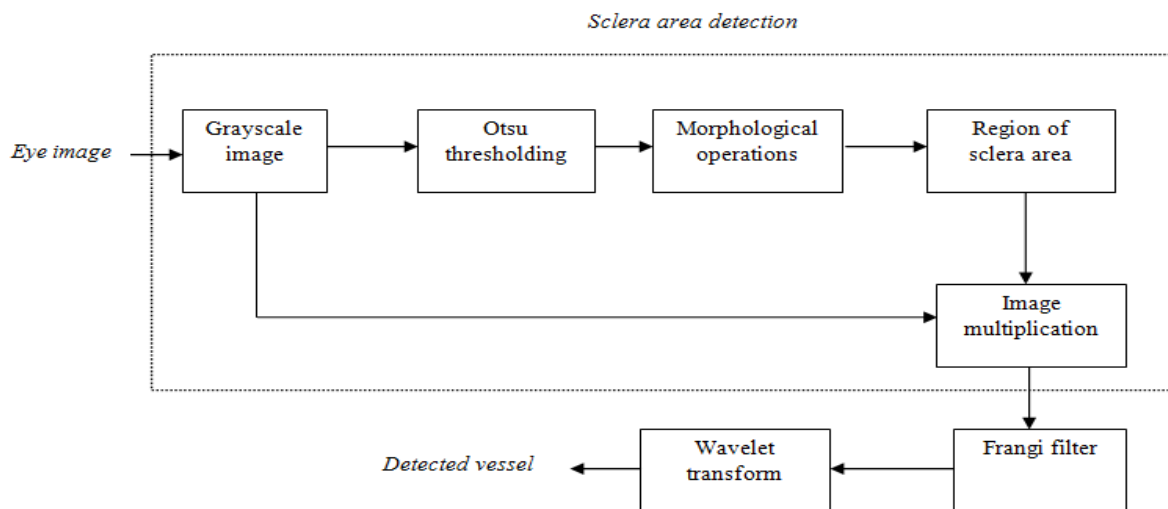 Sclera area detection
Eye image
Grayscale
image
Otsu
thresholding
Morphological
operations
Region of
sclera area
Image
multiplication
Frangi filter
Wavelet
transform
Detected vessel